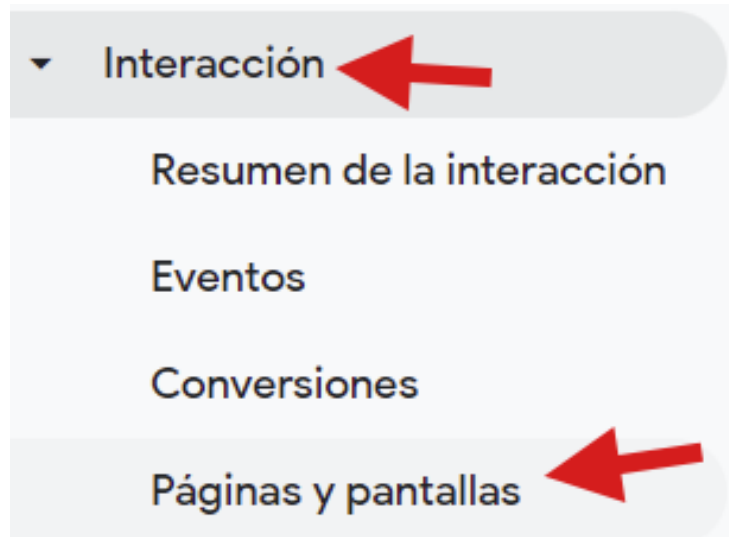 Interacción
Resumen de la interacción
Eventos
Conversiones
Páginas y pantallas